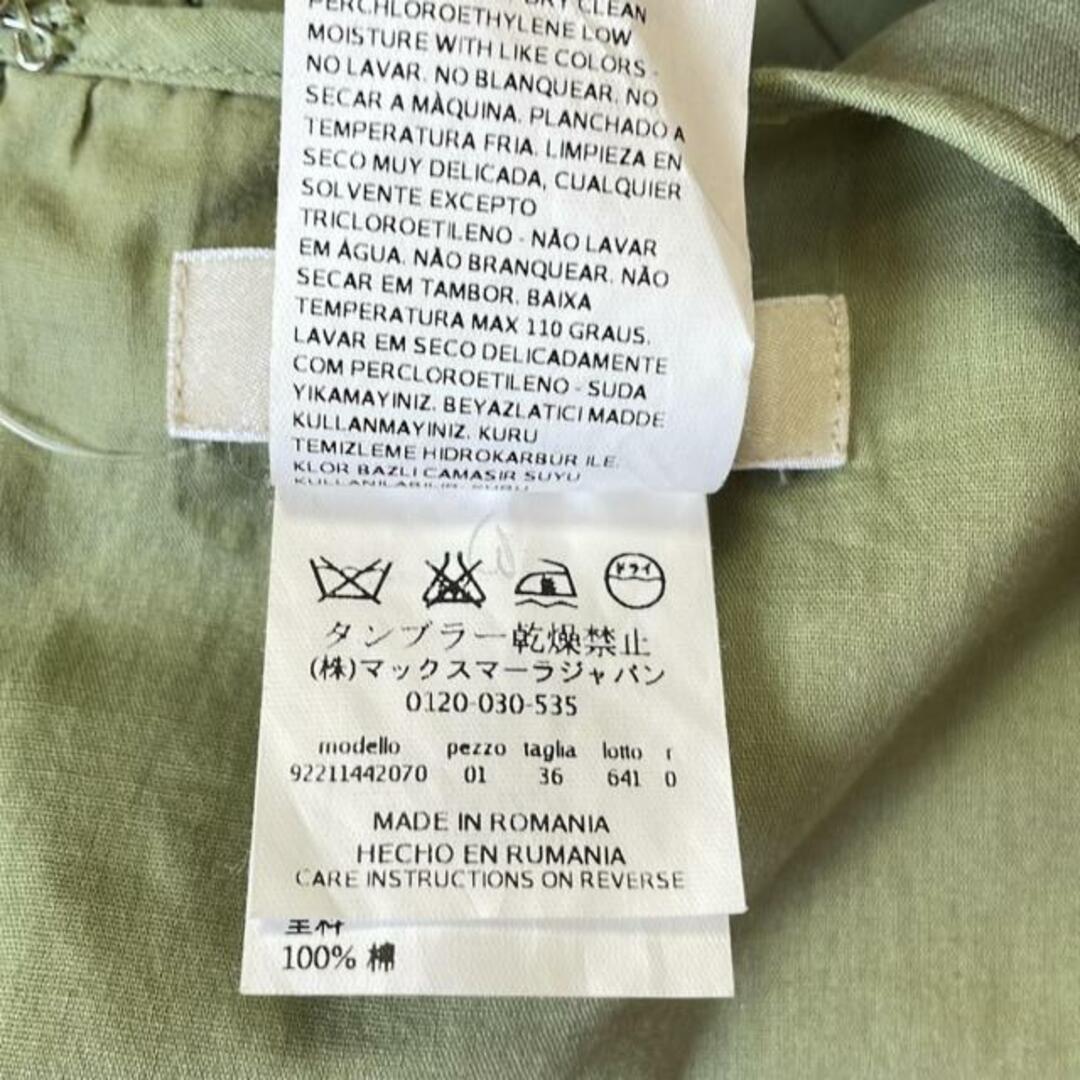 DRY CLEAN
PERCHLOROETHYLENE LOW
MOISTURE WITH LIKE COLORS -
NO LAVAR. NO BLANQUEAR. NO
SECAR A MÀQUINA. PLANCHADO A
TEMPERATURA FRIA. LIMPIEZA EN
SECO MUY DELICADA, CUALQUIER
SOLVENTE EXCEPTO
TRICLOROETILENO - NÃO LAVAR
EM ÁGUA. NÃO BRANQUEAR. NÃO
SECAR EM TAMBOR. BAIXA
TEMPERATURA MAX 110 GRAUS.
LAVAR EM SECO DELICADAMENTE
COM PERCLOROETILENO - SUDA
YIKAMAYINIZ. BEYAZLATICI MADDE
KULLANMAYINIZ. KURU
TEMIZLEME HIDROKARBÜR ILE.
KLOR BAZLI CAMASIR SUYU
ドライ
タンブラー乾燥禁止
(株)マックスマーラジャパン
0120-030-535
modello pezzo taglia lotto r
92211442070 01 36 641 0
MADE IN ROMANIA
HECHO EN RUMANIA
CARE INSTRUCTIONS ON REVERSE
100% 棉